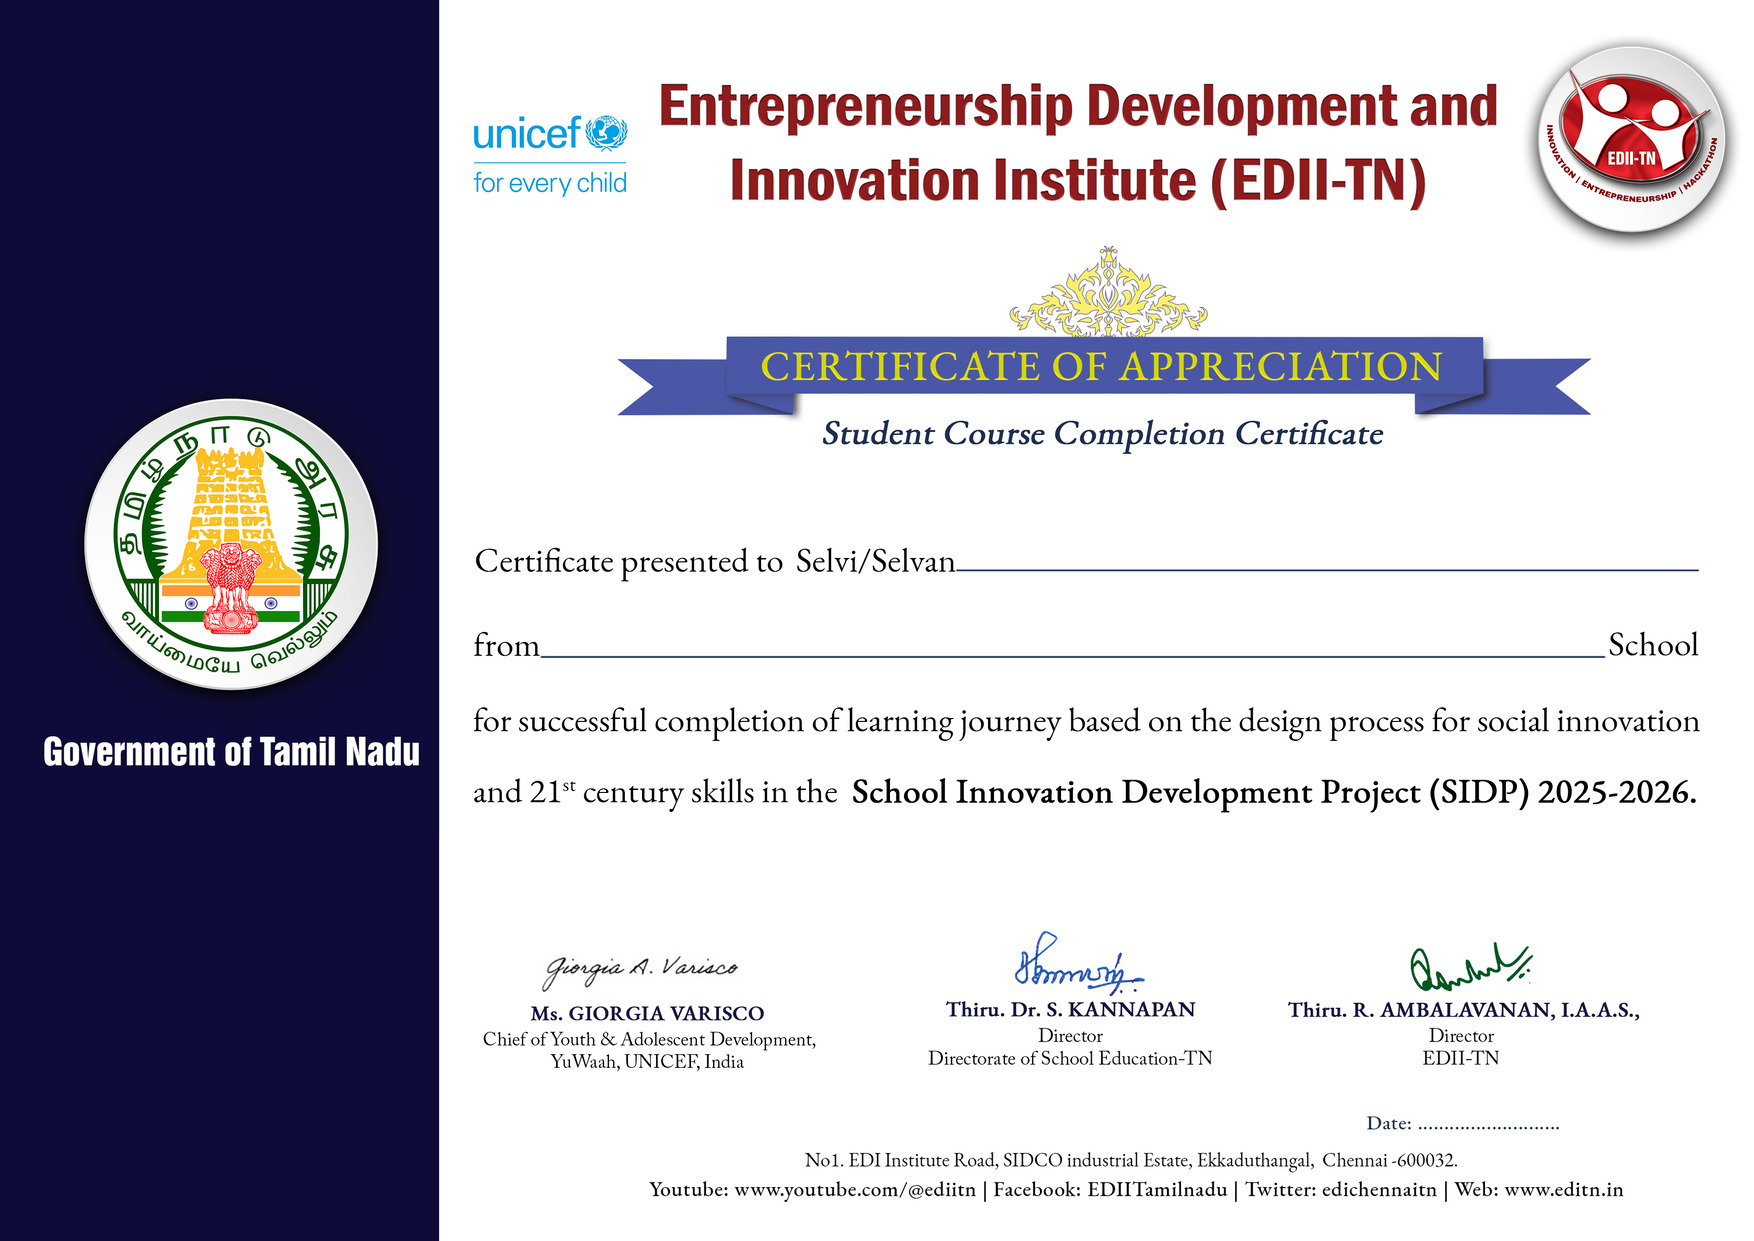 தமிழ்நாடு அரசு
வாய்மையே வெல்லும்
Government of Tamil Nadu
unicef
for every child
Entrepreneurship Development and
Innovation Institute (EDII-TN)
EDII-TN
INNOVATION | ENTREPRENEURSHIP | HACKATHON
CERTIFICATE OF APPRECIATION
Student Course Completion Certificate
Certificate presented to Selvi/Selvan
from School
for successful completion of learning journey based on the design process for social innovation
and 21st century skills in the School Innovation Development Project (SIDP) 2025-2026.
Giorgia A. Varisco
Ms. GIORGIA VARISCO
Chief of Youth & Adolescent Development,
YuWaah, UNICEF, India
Thiru. Dr. S. KANNAPAN
Director
Directorate of School Education-TN
Thiru. R. AMBALAVANAN, I.A.A.S.,
Director
EDII-TN
Date: ...........................
No1. EDI Institute Road, SIDCO industrial Estate, Ekkaduthangal, Chennai -600032.
Youtube: www.youtube.com/@ediitn | Facebook: EDIITamilnadu | Twitter: edichennaitn | Web: www.editn.in